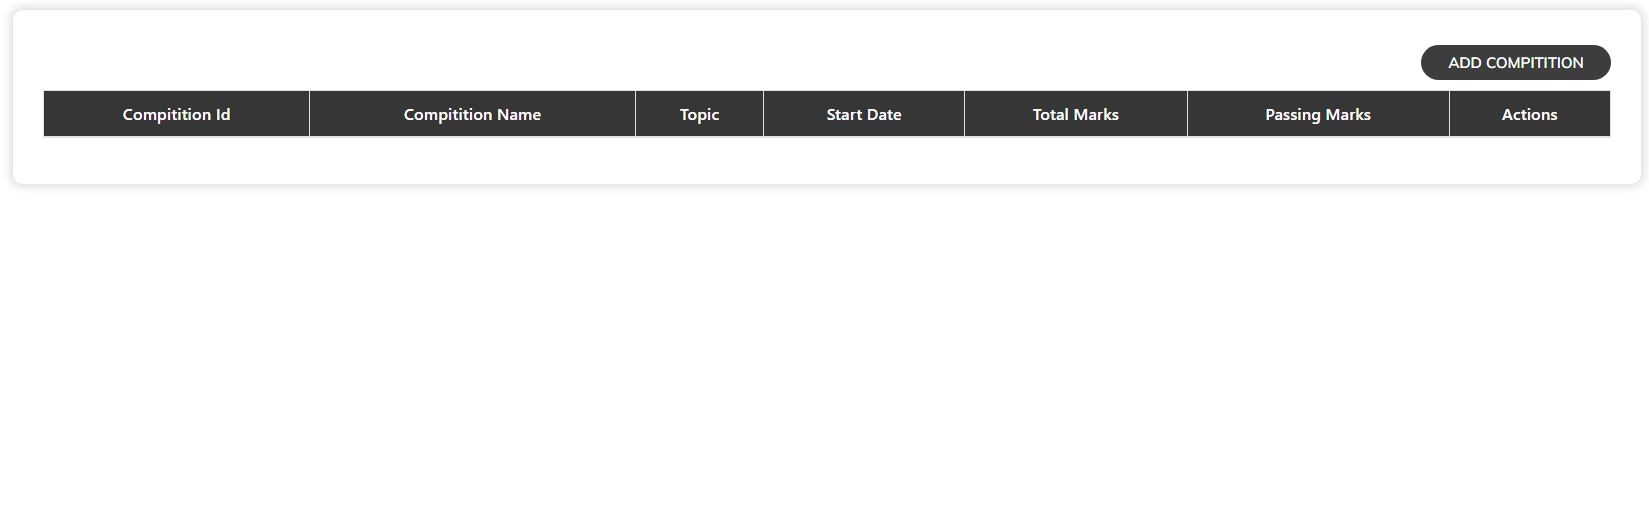 ADD COMPITITION
Compitition Id Compitition Name Topic Start Date Total Marks Passing Marks Actions